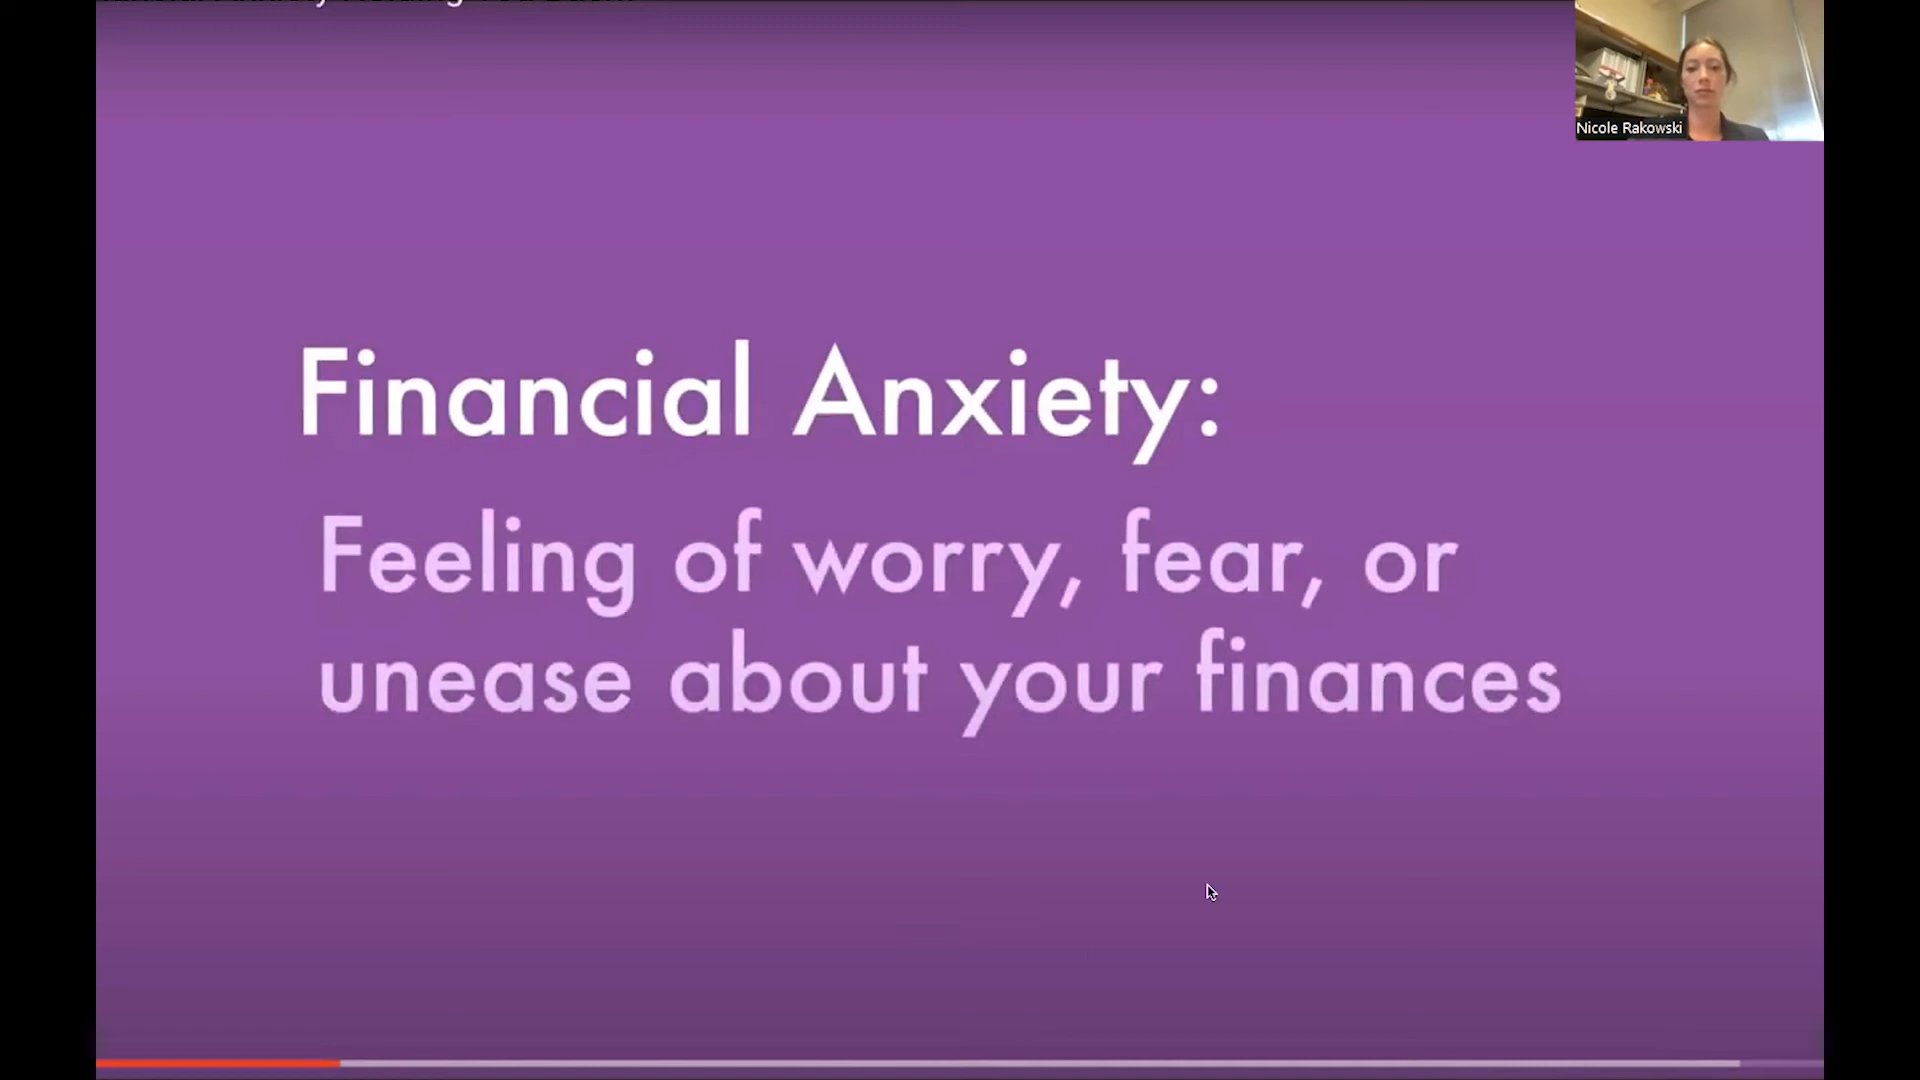 Nicole Rakowski
Financial Anxiety:
Feeling of worry, fear, or
unease about your finances